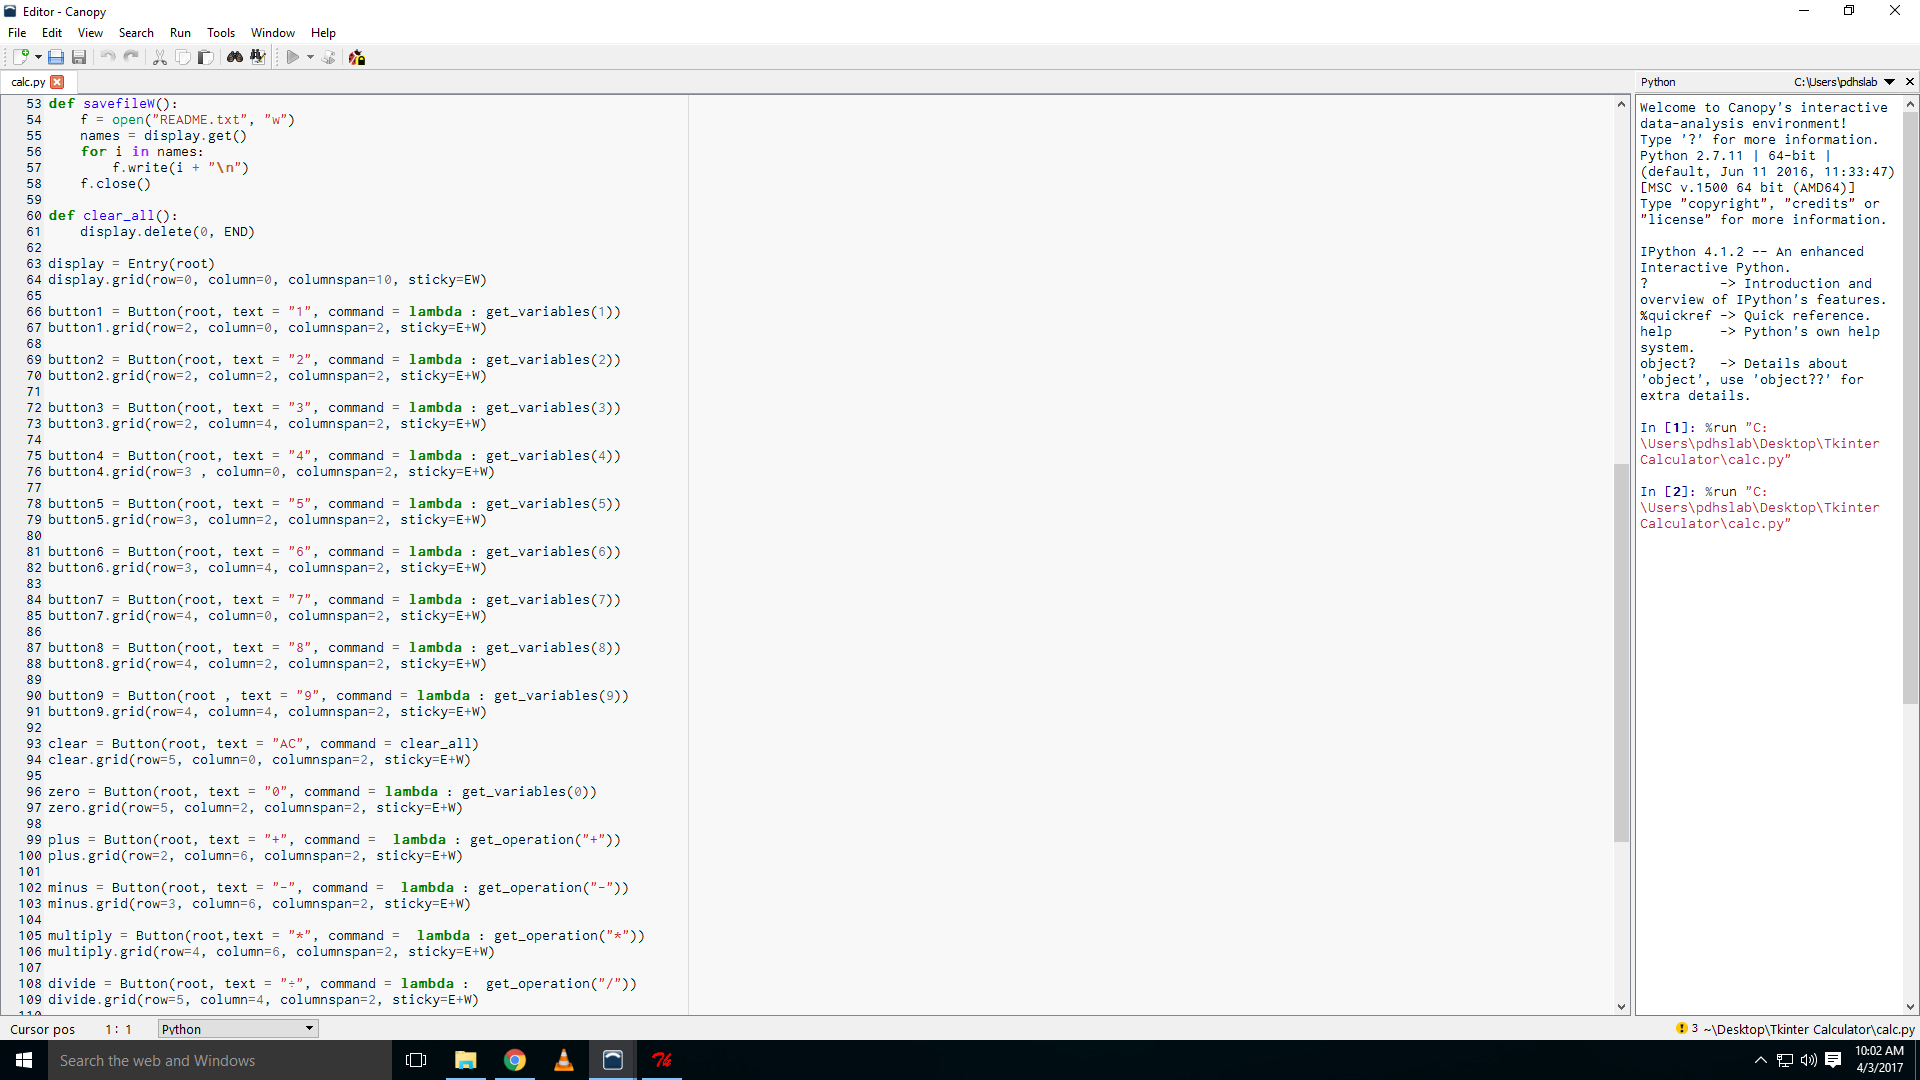 Editor - Canopy
File Edit View Search Run Tools Window Help
calc.py
53 def savefileW():
54     f = open("README.txt", "w")
55     names = display.get()
56     for i in names:
57         f.write(i + "\n")
58     f.close()
59
60 def clear_all():
61     display.delete(0, END)
62
63 display = Entry(root)
64 display.grid(row=0, column=0, columnspan=10, sticky=EW)
65
66 button1 = Button(root, text = "1", command = lambda : get_variables(1))
67 button1.grid(row=2, column=0, columnspan=2, sticky=E+W)
68
69 button2 = Button(root, text = "2", command = lambda : get_variables(2))
70 button2.grid(row=2, column=2, columnspan=2, sticky=E+W)
71
72 button3 = Button(root, text = "3", command = lambda : get_variables(3))
73 button3.grid(row=2, column=4, columnspan=2, sticky=E+W)
74
75 button4 = Button(root, text = "4", command = lambda : get_variables(4))
76 button4.grid(row=3 , column=0, columnspan=2, sticky=E+W)
77
78 button5 = Button(root, text = "5", command = lambda : get_variables(5))
79 button5.grid(row=3, column=2, columnspan=2, sticky=E+W)
80
81 button6 = Button(root, text = "6", command = lambda : get_variables(6))
82 button6.grid(row=3, column=4, columnspan=2, sticky=E+W)
83
84 button7 = Button(root, text = "7", command = lambda : get_variables(7))
85 button7.grid(row=4, column=0, columnspan=2, sticky=E+W)
86
87 button8 = Button(root, text = "8", command = lambda : get_variables(8))
88 button8.grid(row=4, column=2, columnspan=2, sticky=E+W)
89
90 button9 = Button(root , text = "9", command = lambda : get_variables(9))
91 button9.grid(row=4, column=4, columnspan=2, sticky=E+W)
92
93 clear = Button(root, text = "AC", command = clear_all)
94 clear.grid(row=5, column=0, columnspan=2, sticky=E+W)
95
96 zero = Button(root, text = "0", command = lambda : get_variables(0))
97 zero.grid(row=5, column=2, columnspan=2, sticky=E+W)
98
99 plus = Button(root, text = "+", command =  lambda : get_operation("+"))
100 plus.grid(row=2, column=6, columnspan=2, sticky=E+W)
101
102 minus = Button(root, text = "-", command =  lambda : get_operation("-"))
103 minus.grid(row=3, column=6, columnspan=2, sticky=E+W)
104
105 multiply = Button(root,text = "*", command =  lambda : get_operation("*"))
106 multiply.grid(row=4, column=6, columnspan=2, sticky=E+W)
107
108 divide = Button(root, text = "÷", command = lambda :  get_operation("/"))
109 divide.grid(row=5, column=4, columnspan=2, sticky=E+W)
110
Python C:\Users\pdhslab
Welcome to Canopy's interactive
data-analysis environment!
Type '?' for more information.
Python 2.7.11 | 64-bit |
(default, Jun 11 2016, 11:33:47)
[MSC v.1500 64 bit (AMD64)]
Type "copyright", "credits" or
"license" for more information.
IPython 4.1.2 -- An enhanced
Interactive Python.
?         -> Introduction and
overview of IPython's features.
%quickref -> Quick reference.
help      -> Python's own help
system.
object?   -> Details about
'object', use 'object??' for
extra details.
In [1]: %run "C:
\Users\pdhslab\Desktop\Tkinter
Calculator\calc.py"
In [2]: %run "C:
\Users\pdhslab\Desktop\Tkinter
Calculator\calc.py"
Cursor pos 1: 1 Python 3 ~\Desktop\Tkinter Calculator\calc.py
Search the web and Windows
10:02 AM
4/3/2017